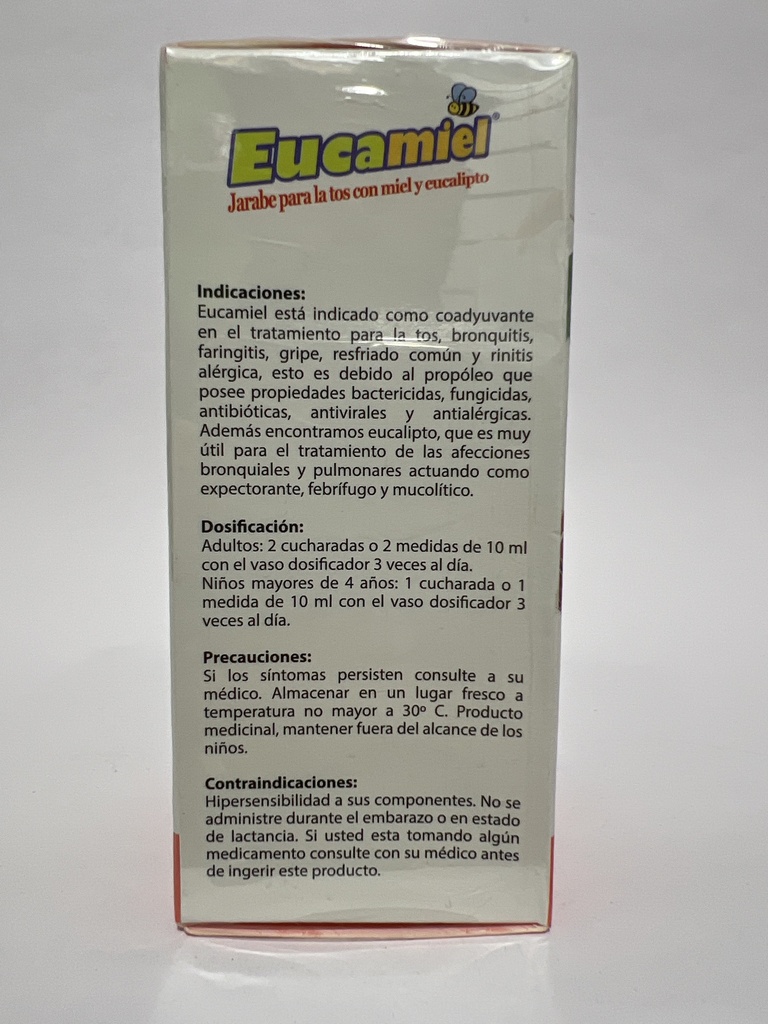 Eucamiel®
Jarabe para la tos con miel y eucalipto
Indicaciones:
Eucamiel está indicado como coadyuvante
en el tratamiento para la tos, bronquitis,
faringitis, gripe, resfriado común y rinitis
alérgica, esto es debido al propóleo que
posee propiedades bactericidas, fungicidas,
antibióticas, antivirales y antialérgicas.
Además encontramos eucalipto, que es muy
útil para el tratamiento de las afecciones
bronquiales y pulmonares actuando como
expectorante, febrífugo y mucolítico.
Dosificación:
Adultos: 2 cucharadas o 2 medidas de 10 ml
con el vaso dosificador 3 veces al día.
Niños mayores de 4 años: 1 cucharada o 1
medida de 10 ml con el vaso dosificador 3
veces al día.
Precauciones:
Si los síntomas persisten consulte a su
médico. Almacenar en un lugar fresco a
temperatura no mayor a 30º C. Producto
medicinal, mantener fuera del alcance de los
niños.
Contraindicaciones:
Hipersensibilidad a sus componentes. No se
administre durante el embarazo o en estado
de lactancia. Si usted esta tomando algún
medicamento consulte con su médico antes
de ingerir este producto.